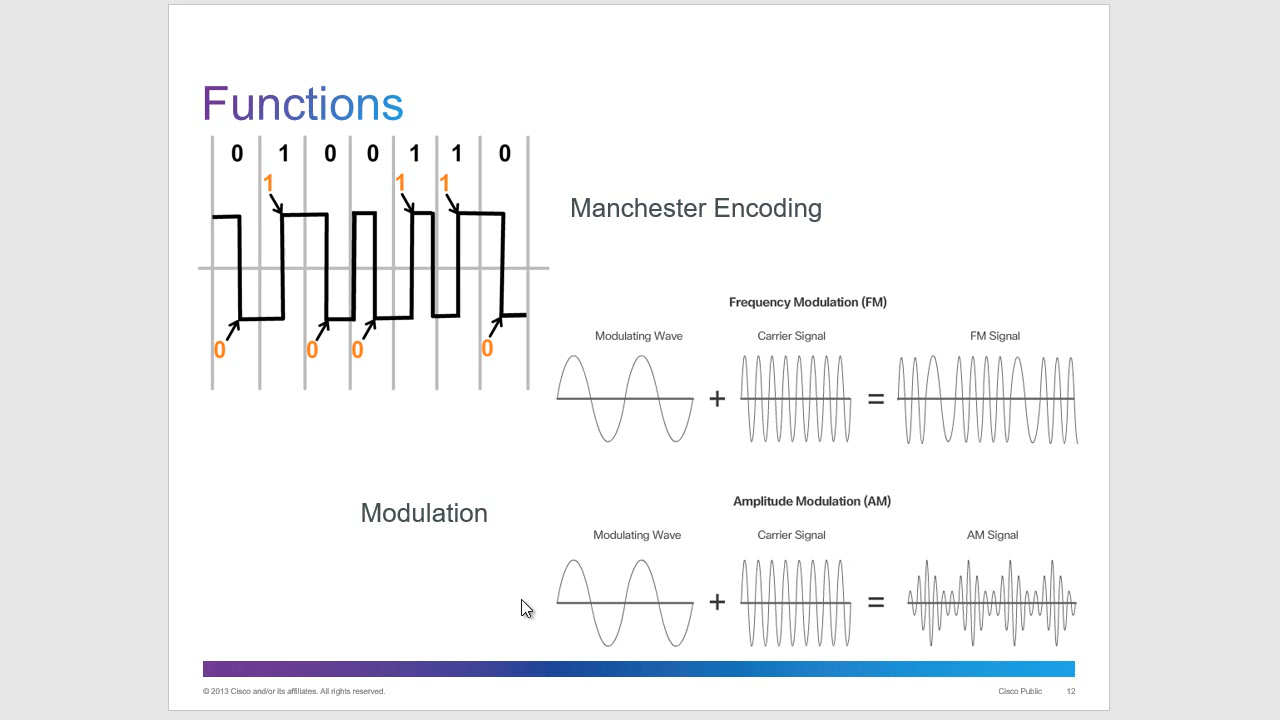 Functions
0 1 0 0 1 1 0
1 1 1
Manchester Encoding
0 0 0 0
Frequency Modulation (FM)
Modulating Wave Carrier Signal FM Signal
+ =
Modulation
Amplitude Modulation (AM)
Modulating Wave Carrier Signal AM Signal
+ =
© 2013 Cisco and/or its affiliates. All rights reserved. Cisco Public 12